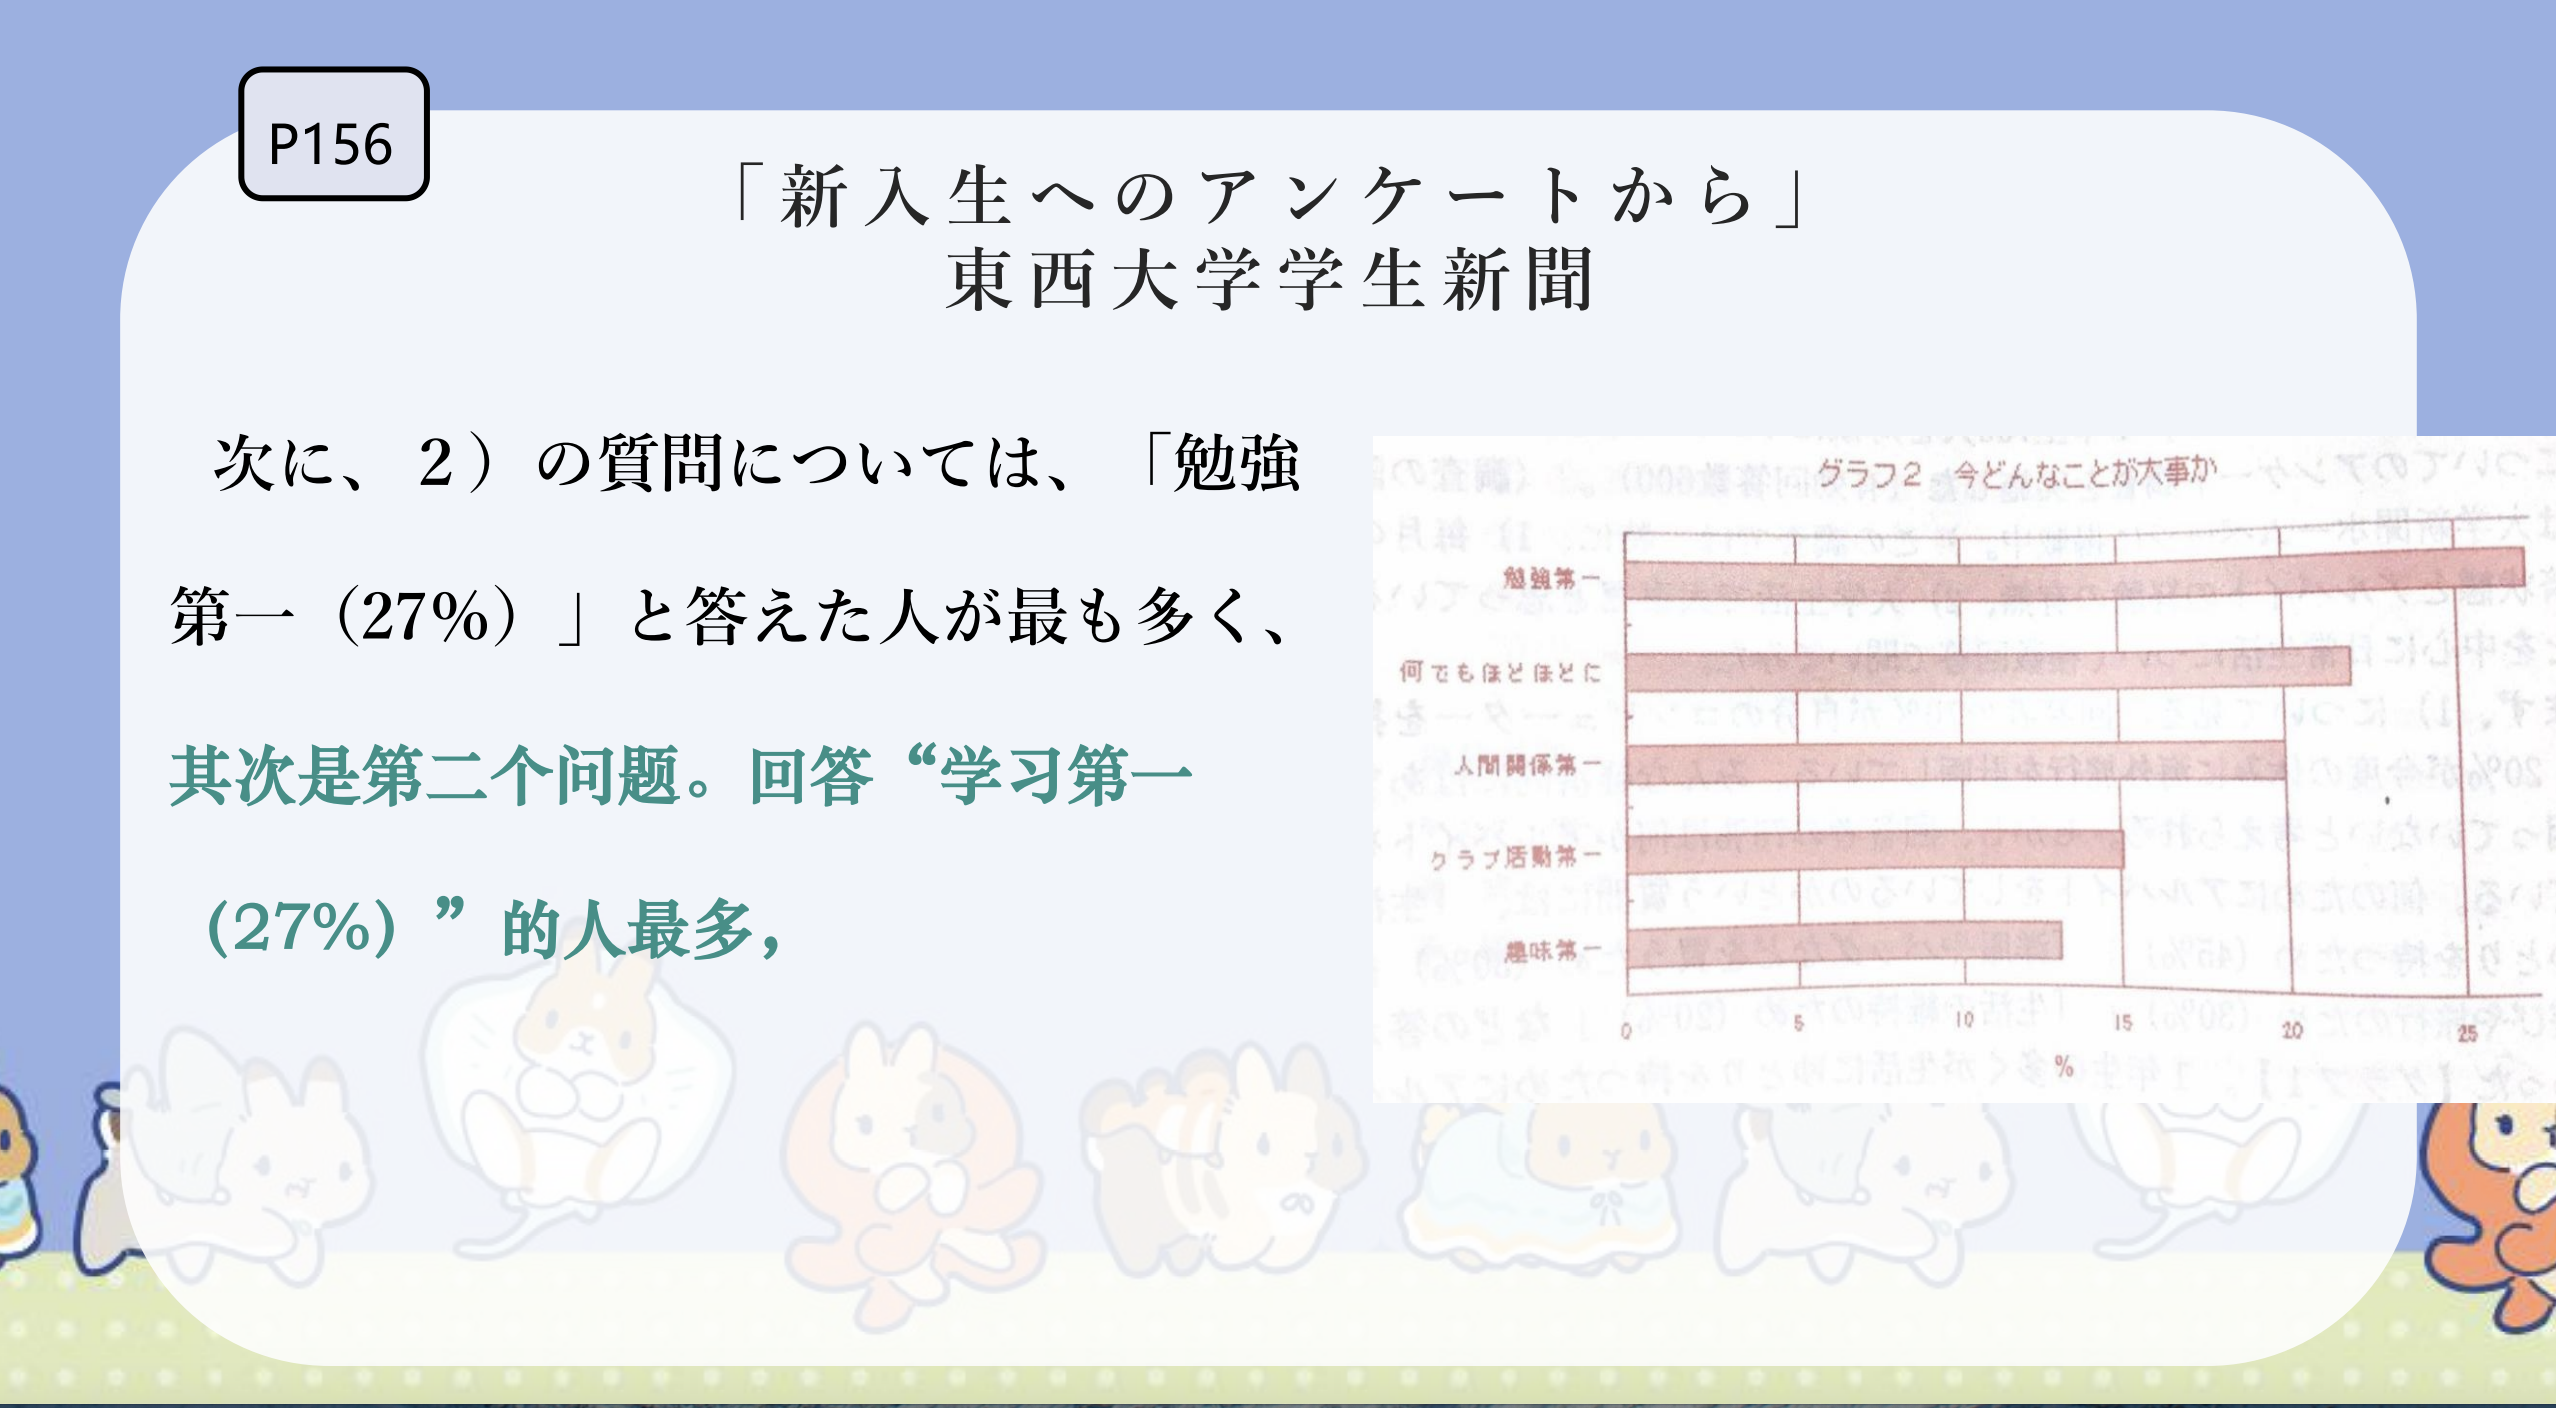 P156
「新入生へのアンケートから」
東西大学学生新聞
次に、2）の質問については、「勉強
第一（27%）」と答えた人が最も多く、
其次是第二个问题。回答“学习第一
（27%）”的人最多，
グラフ2 今どんなことが大事か
勉強第一
何でもほどほどに
人間関係第一
クラブ活動第一
趣味第一
0 5 10 15 20 25
%